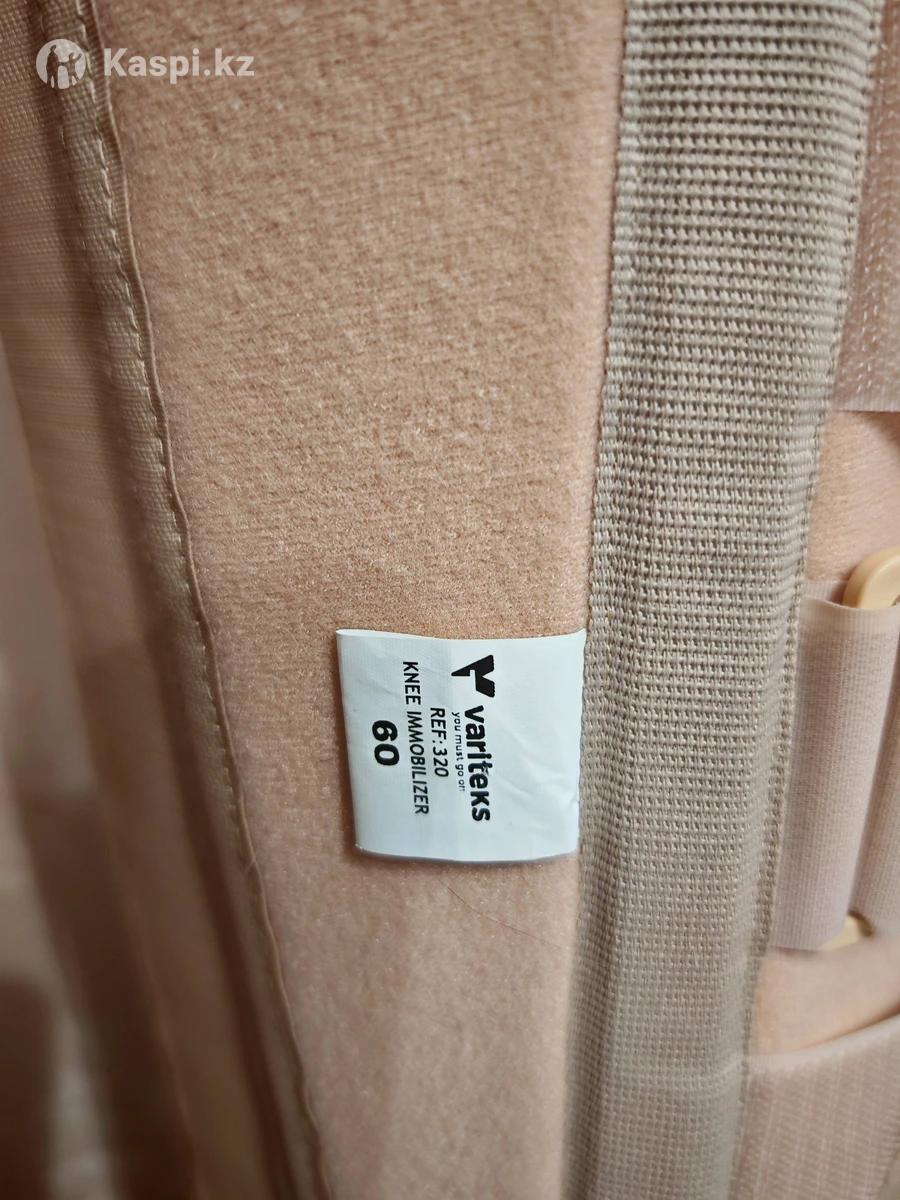 Kaspi.kz
variteks
you must go on
REF:320
KNEE IMMOBILIZER
60